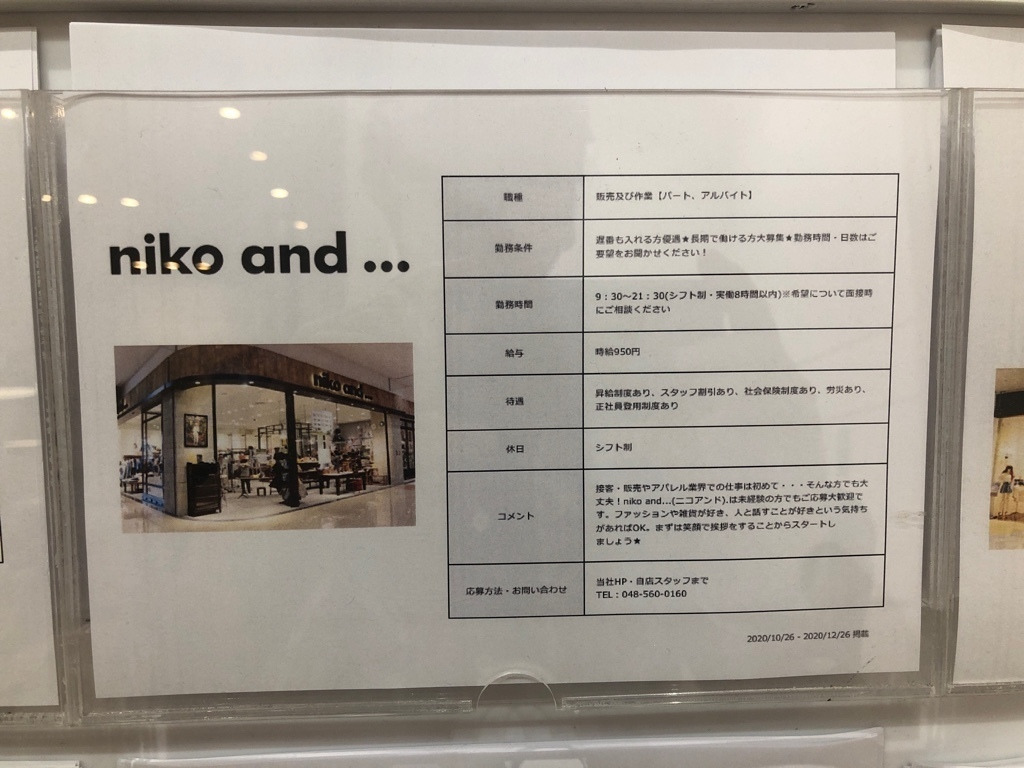 niko and ...
niko and ...
職種
販売及び作業【パート、アルバイト】
勤務条件
遅番も入れる方優遇★長期で働ける方大募集★勤務時間・日数はご
要望をお聞かせください！
勤務時間
9：30～21：30(シフト制・実働8時間以内)※希望について面接時
にご相談ください
給与
時給950円
待遇
昇給制度あり、スタッフ割引あり、社会保険制度あり、労災あり、
正社員登用制度あり
休日
シフト制
コメント
接客・販売やアパレル業界での仕事は初めて・・・そんな方でも大
丈夫！niko and...(ニコアンド).は未経験の方でもご応募大歓迎で
す。ファッションや雑貨が好き、人と話すことが好きという気持ち
があればOK。まずは笑顔で挨拶をすることからスタートし
ましょう★
応募方法・お問い合わせ
当社HP・自店スタッフまで
TEL：048-560-0160
2020/10/26 - 2020/12/26 掲載